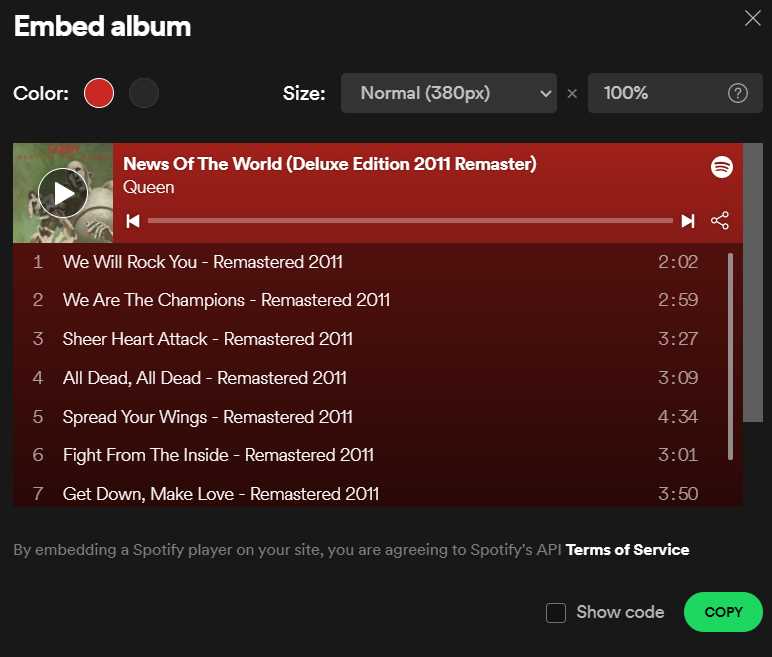 Embed album
Color: Size: Normal (380px) × 100% ?
News Of The World (Deluxe Edition 2011 Remaster)
Queen
1 We Will Rock You - Remastered 2011 2:02
2 We Are The Champions - Remastered 2011 2:59
3 Sheer Heart Attack - Remastered 2011 3:27
4 All Dead, All Dead - Remastered 2011 3:09
5 Spread Your Wings - Remastered 2011 4:34
6 Fight From The Inside - Remastered 2011 3:01
7 Get Down, Make Love - Remastered 2011 3:50
By embedding a Spotify player on your site, you are agreeing to Spotify's API Terms of Service
Show code COPY